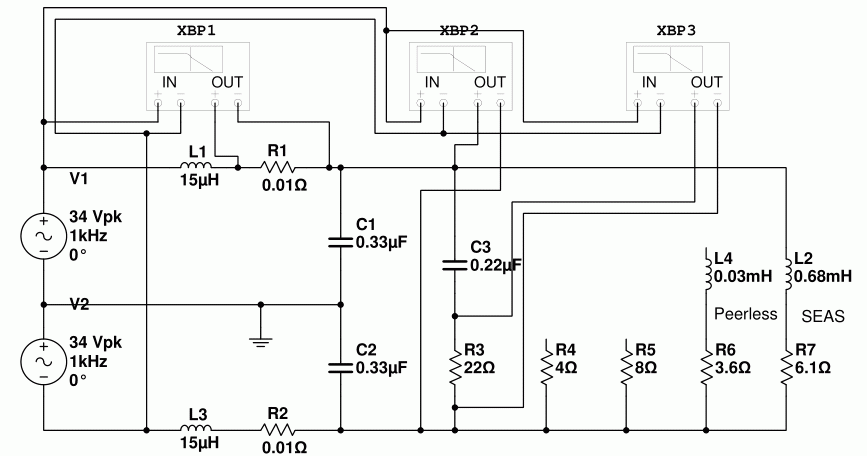 XBP1
XBP2
XBP3
IN OUT
IN OUT
IN OUT
+ − + −
+ − + −
+ − + −
L1
15µH
R1
0.01Ω
V1
34 Vpk
1kHz
0°
C1
0.33µF
C3
0.22µF
L4
0.03mH
L2
0.68mH
Peerless
SEAS
V2
34 Vpk
1kHz
0°
C2
0.33µF
R3
22Ω
R4
4Ω
R5
8Ω
R6
3.6Ω
R7
6.1Ω
L3
15µH
R2
0.01Ω